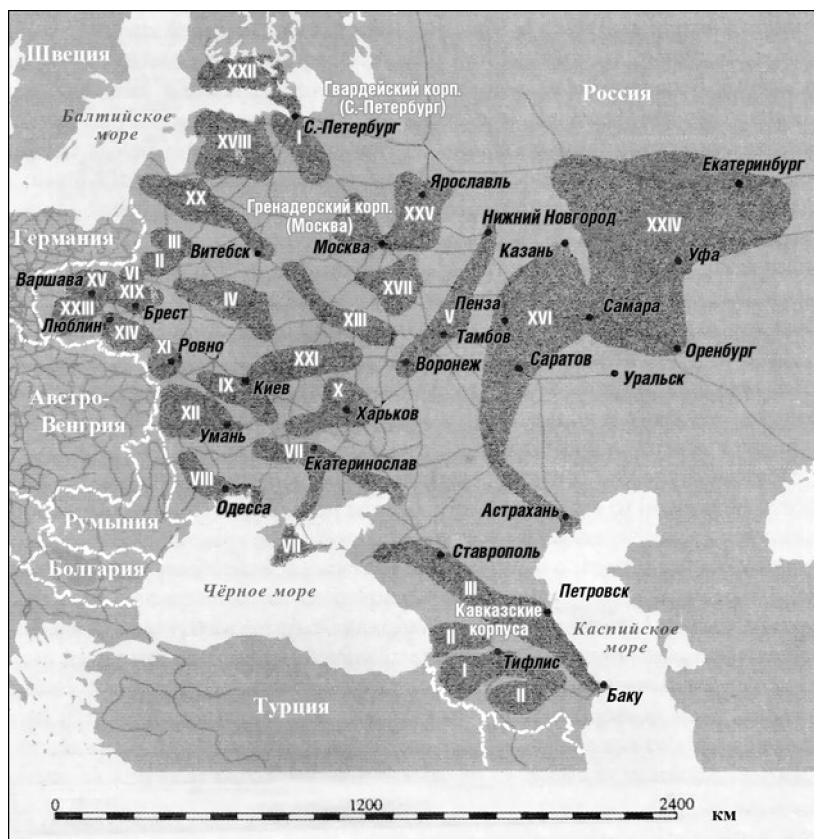 Швеция
XXII
Гвардейский корп.
(С.-Петербург)
Россия
Балтийское
море
С.-Петербург
XVIII
I
Екатеринбург
Ярославль
XX
XXV
Гренадерский корп.
(Москва)
Нижний Новгород
XXIV
Германия
III
Москва
Казань
II
Витебск
Уфа
VI
Варшава
XV
XVII
XIX
IV
Пенза
XXIII
Брест
V
XVI
Самара
Люблин
XIII
Тамбов
XIV
XI
Ровно
XXI
Воронеж
Оренбург
Саратов
Уральск
IX
Киев
X
Австро-
Венгрия
XII
Харьков
Умань
VII
Екатеринослав
VIII
Одесса
Астрахань
Румыния
VII
Ставрополь
Болгария
III
Петровск
Чёрное море
Кавказские
корпуса
II
Каспийское
море
Тифлис
I
II
Баку
Турция
0
1200
2400
км